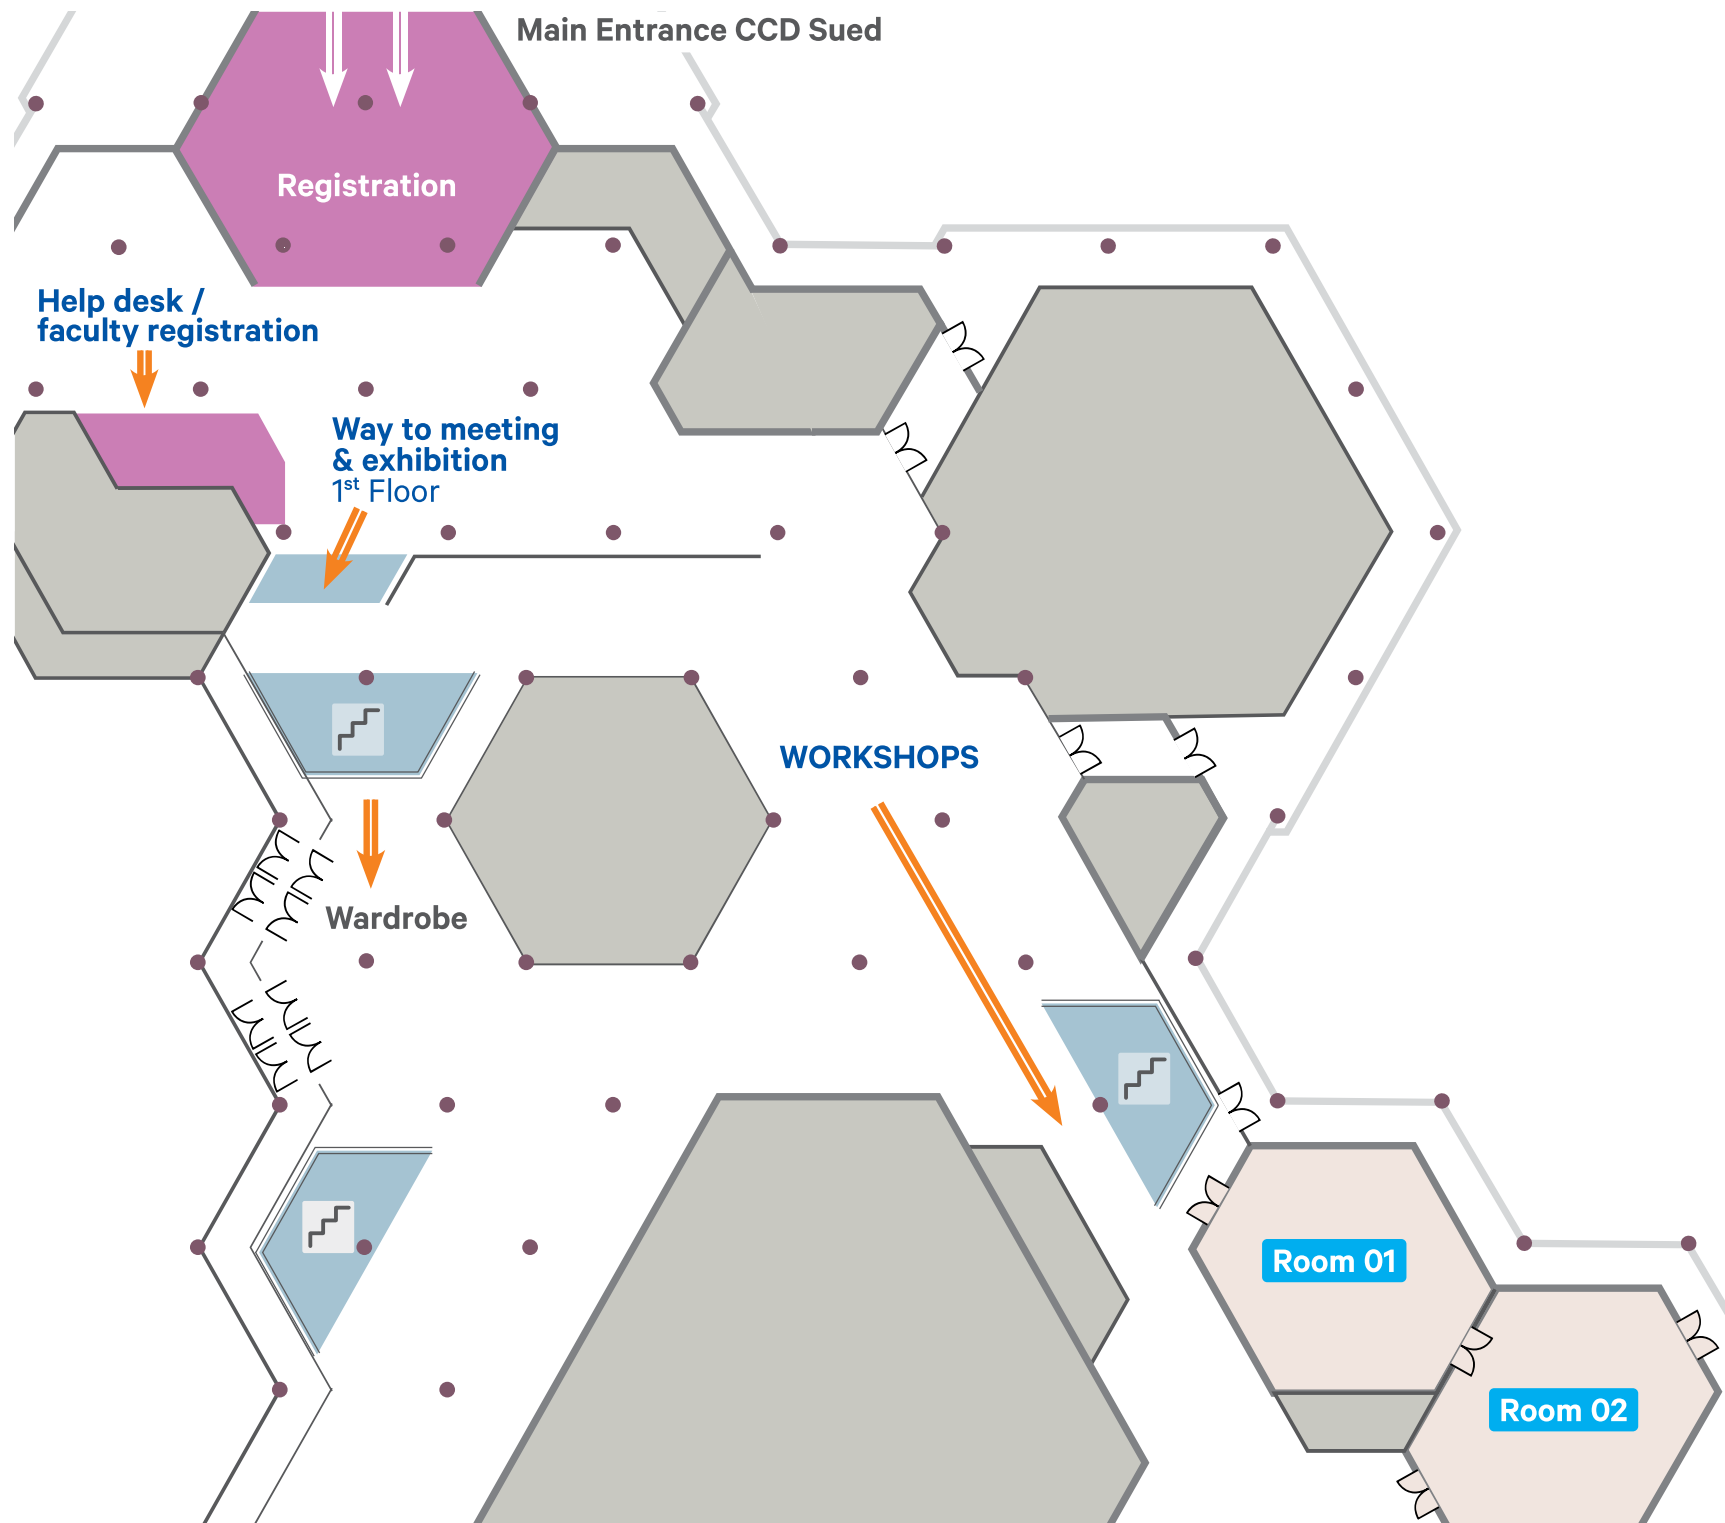 Main Entrance CCD Sued
Registration
Help desk /
faculty registration
Way to meeting
& exhibition
1st Floor
WORKSHOPS
Wardrobe
Room 01
Room 02